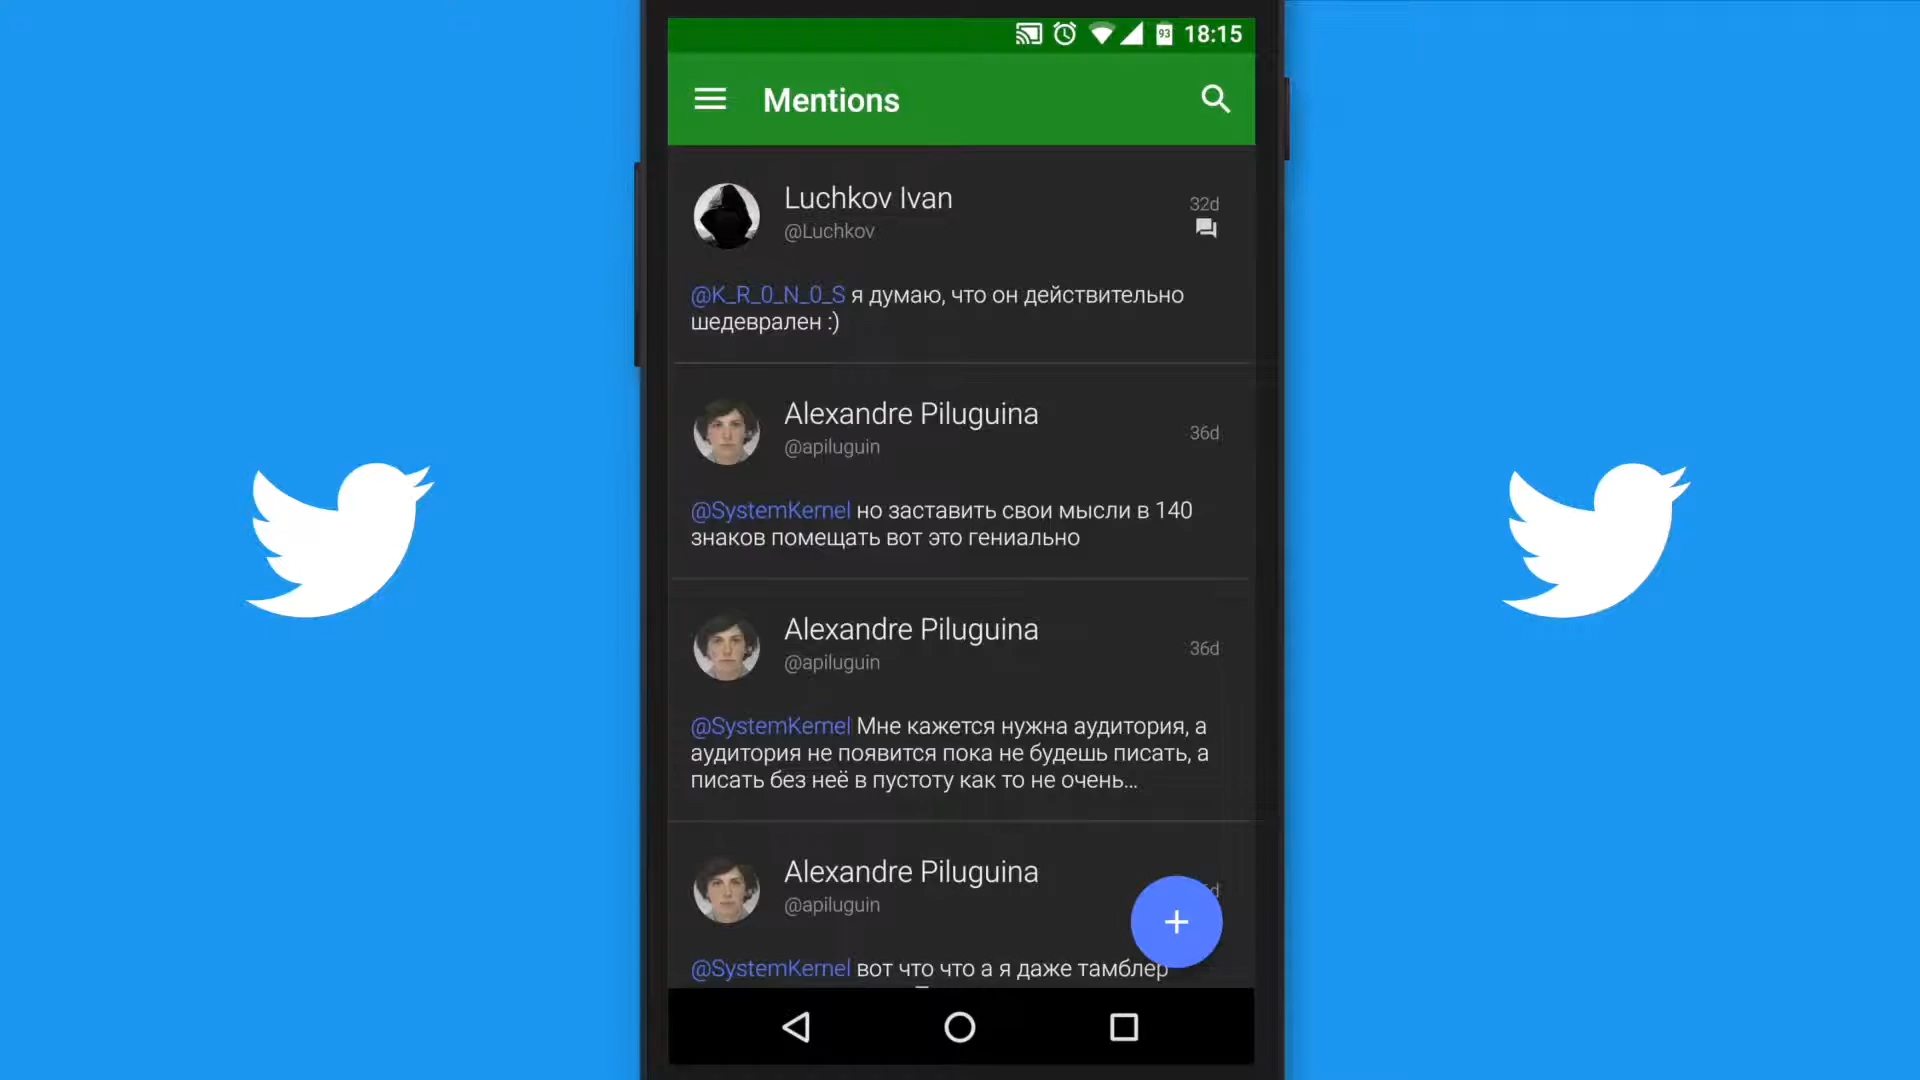 93 18:15
Mentions
Luchkov Ivan
32d
@Luchkov
@K_R_0_N_0_S я думаю, что он действительно
шедеврален :)
Alexandre Piluguina
36d
@apiluguin
@SystemKernel но заставить свои мысли в 140
знаков помещать вот это гениально
Alexandre Piluguina
36d
@apiluguin
@SystemKernel Мне кажется нужна аудитория, а
аудитория не появится пока не будешь писать, а
писать без неё в пустоту как то не очень...
Alexandre Piluguina
@apiluguin
@SystemKernel вот что что а я даже тамблер